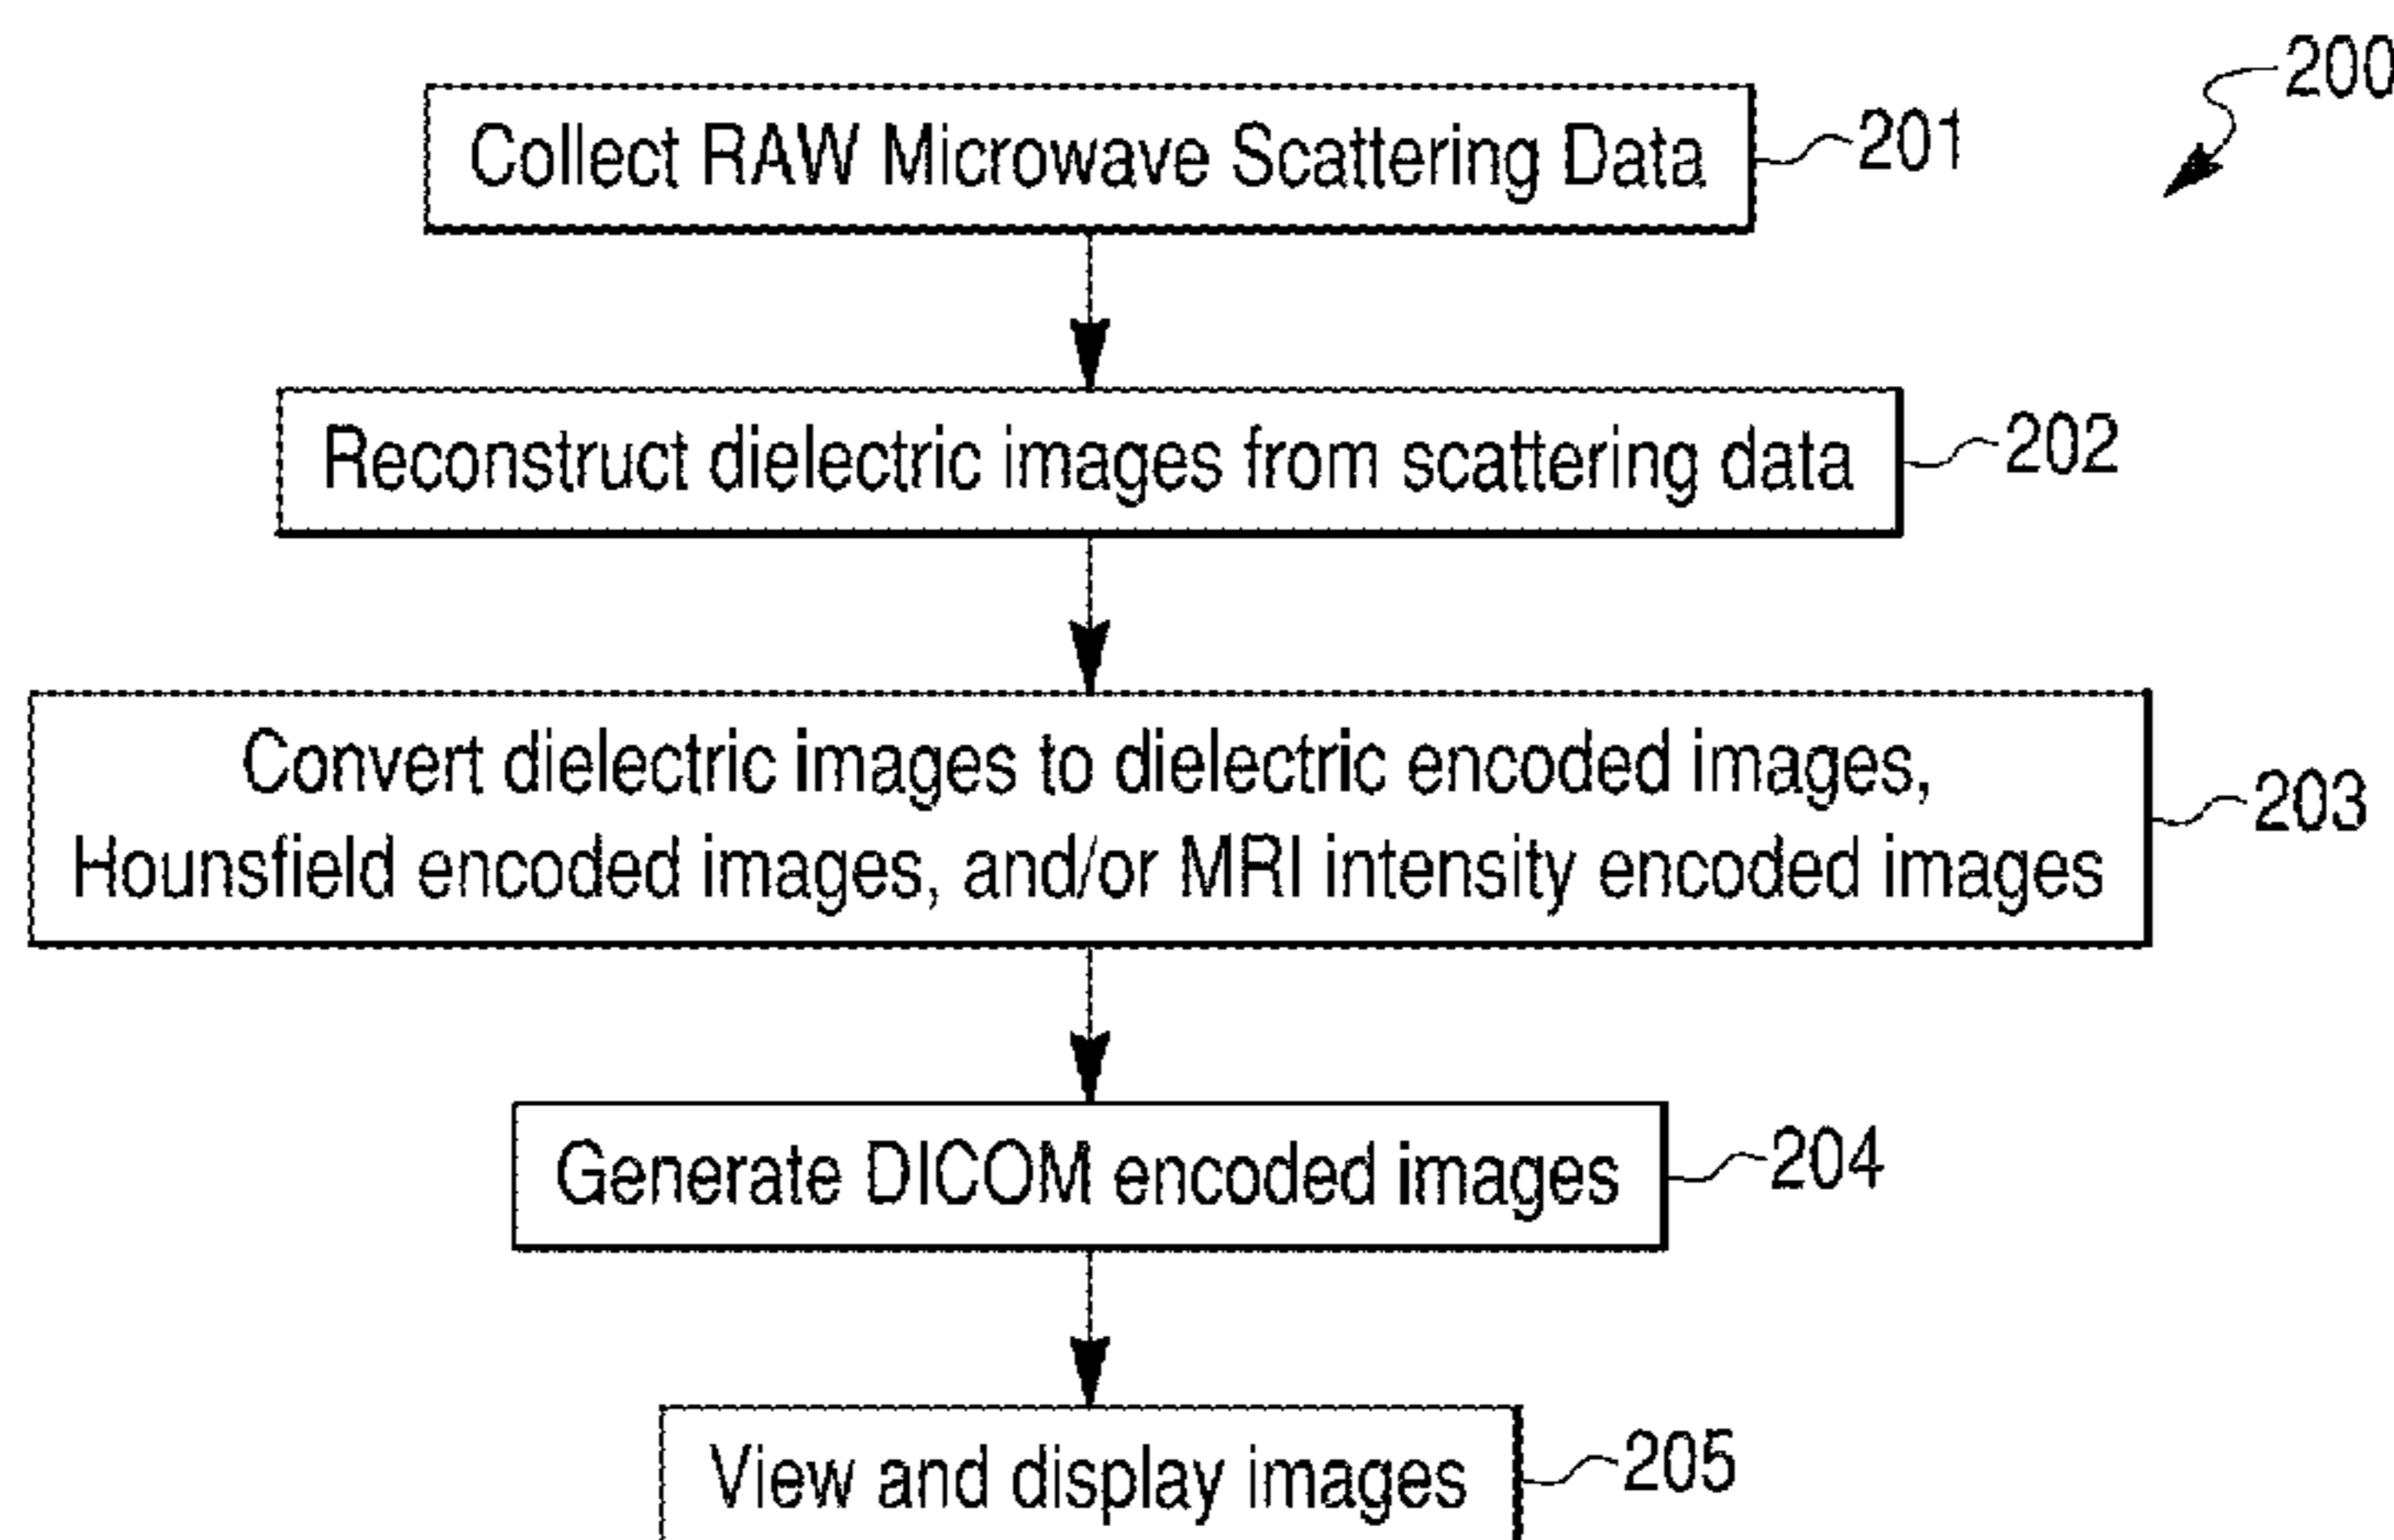 200
Collect RAW Microwave Scattering Data
201
Reconstruct dielectric images from scattering data
202
Convert dielectric images to dielectric encoded images,
Hounsfield encoded images, and/or MRI intensity encoded images
203
Generate DICOM encoded images
204
View and display images
205